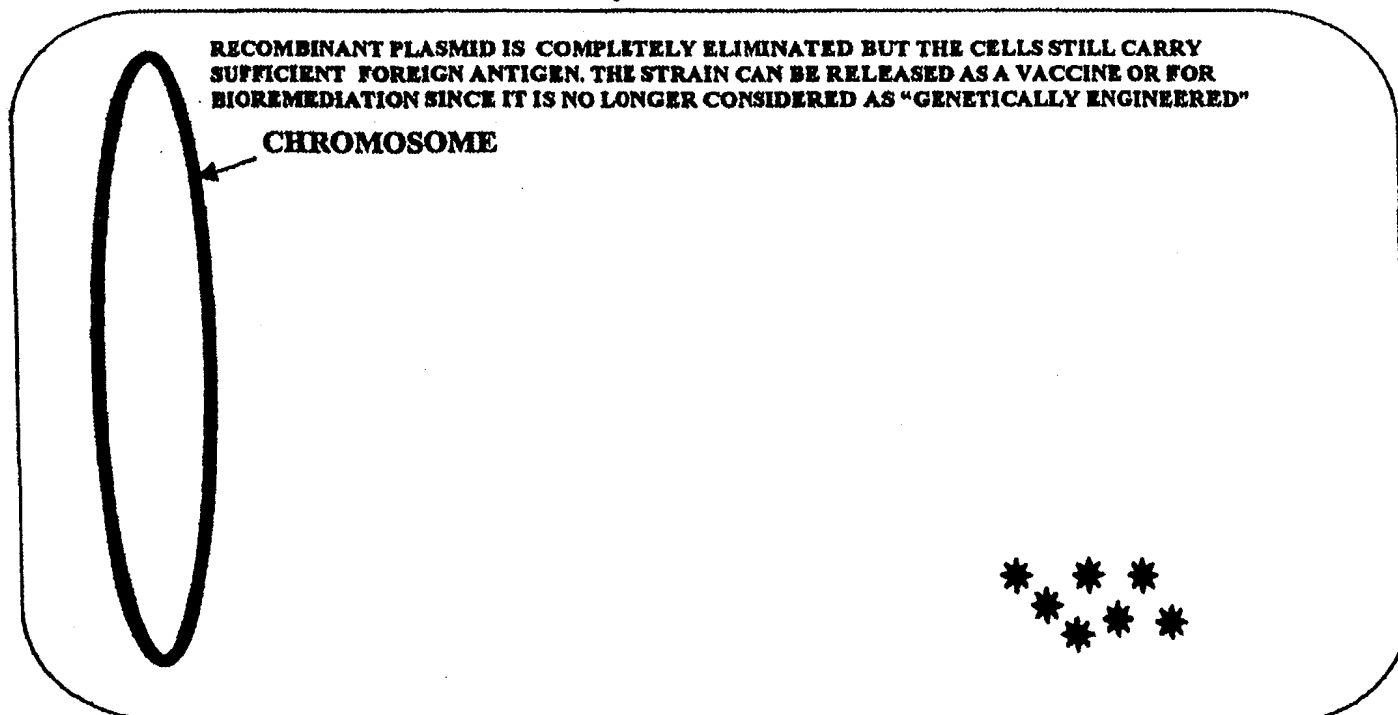 RECOMBINANT PLASMID IS COMPLETELY ELIMINATED BUT THE CELLS STILL CARRY
SUFFICIENT FOREIGN ANTIGEN. THE STRAIN CAN BE RELEASED AS A VACCINE OR FOR
BIOREMEDIATION SINCE IT IS NO LONGER CONSIDERED AS "GENETICALLY ENGINEERED"
CHROMOSOME